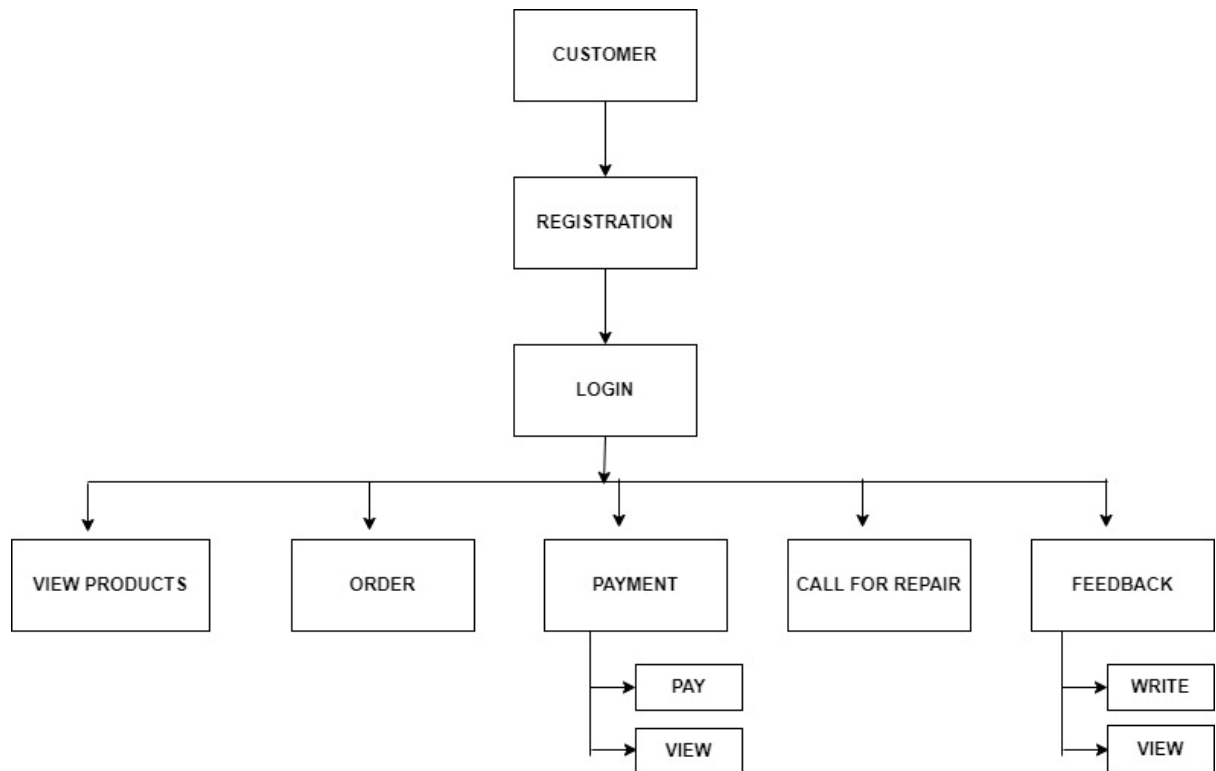 CUSTOMER
REGISTRATION
LOGIN
VIEW PRODUCTS
ORDER
PAYMENT
CALL FOR REPAIR
FEEDBACK
PAY
WRITE
VIEW
VIEW